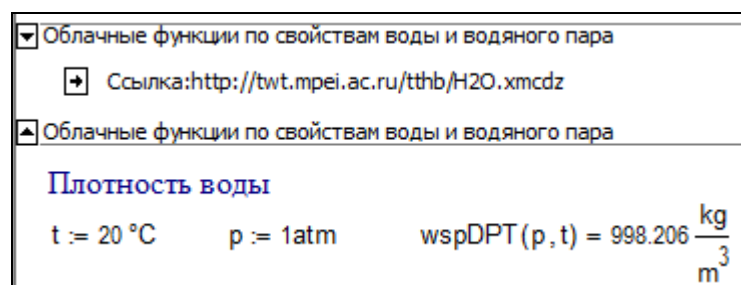 Облачные функции по свойствам воды и водяного пара
Ссылка:http://twt.mpei.ac.ru/tthb/H2O.xmcdz
Облачные функции по свойствам воды и водяного пара
Плотность воды
t := 20 °C p := 1atm wspDPT(p,t) = 998.206 kg/m³